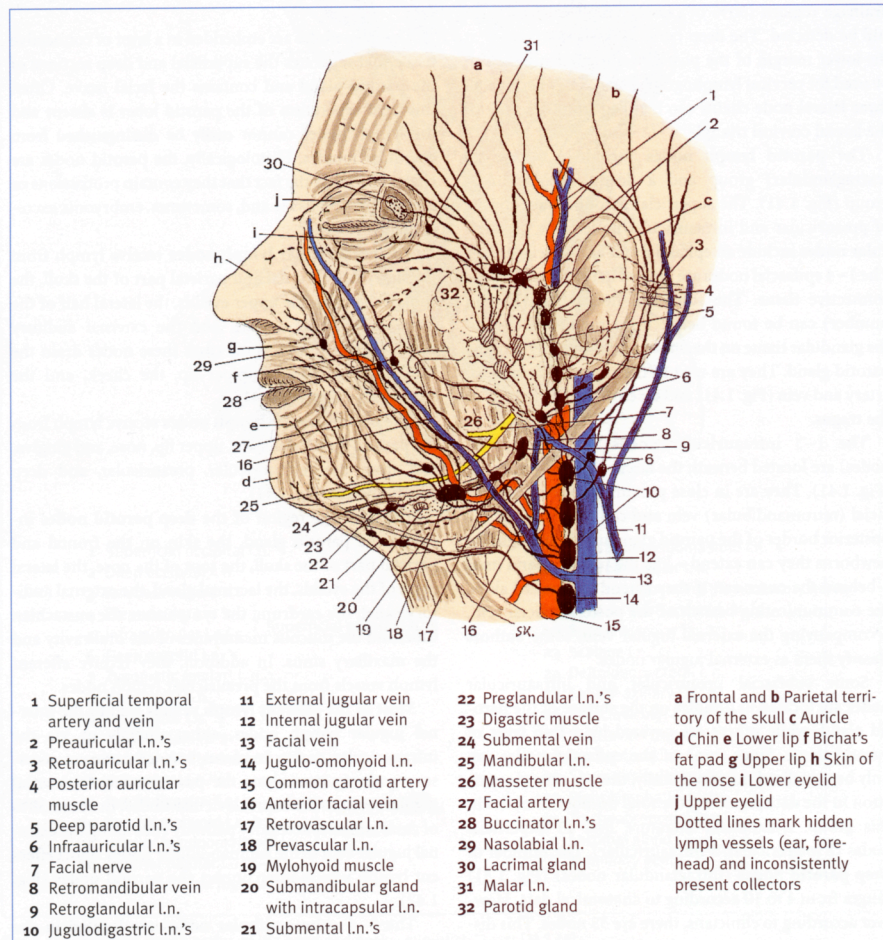 31
a
b
1
2
30
j
c
i
h
3
32
4
5
g
29
f
6
28
7
26
e
8
27
9
16
6
d
10
25
24
11
23
12
22
21
13
20
14
SK.
19
18
17
16
15
1 Superficial temporal
artery and vein
2 Preauricular l.n.'s
3 Retroauricular l.n.'s
4 Posterior auricular
muscle
5 Deep parotid l.n.'s
6 Infraauricular l.n.'s
7 Facial nerve
8 Retromandibular vein
9 Retroglandular l.n.
10 Jugulodigastric l.n.'s
11 External jugular vein
12 Internal jugular vein
13 Facial vein
14 Jugulo-omohyoid l.n.
15 Common carotid artery
16 Anterior facial vein
17 Retrovascular l.n.
18 Prevascular l.n.
19 Mylohyoid muscle
20 Submandibular gland
with intracapsular l.n.
21 Submental l.n.'s
22 Preglandular l.n.'s
23 Digastric muscle
24 Submental vein
25 Mandibular l.n.
26 Masseter muscle
27 Facial artery
28 Buccinator l.n.'s
29 Nasolabial l.n.
30 Lacrimal gland
31 Malar l.n.
32 Parotid gland
a Frontal and b Parietal terri-
tory of the skull c Auricle
d Chin e Lower lip f Bichat's
fat pad g Upper lip h Skin of
the nose i Lower eyelid
j Upper eyelid
Dotted lines mark hidden
lymph vessels (ear, fore-
head) and inconsistently
present collectors